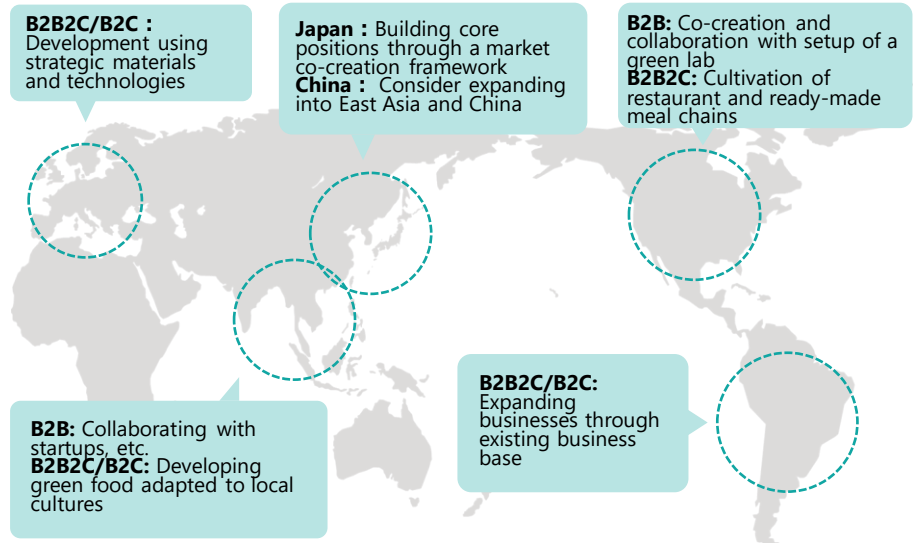 B2B2C/B2C :
Development using
strategic materials
and technologies
Japan : Building core
positions through a market
co-creation framework
China : Consider expanding
into East Asia and China
B2B: Co-creation and
collaboration with setup of a
green lab
B2B2C: Cultivation of
restaurant and ready-made
meal chains
B2B: Collaborating with
startups, etc.
B2B2C/B2C: Developing
green food adapted to local
cultures
B2B2C/B2C:
Expanding
businesses through
existing business
base